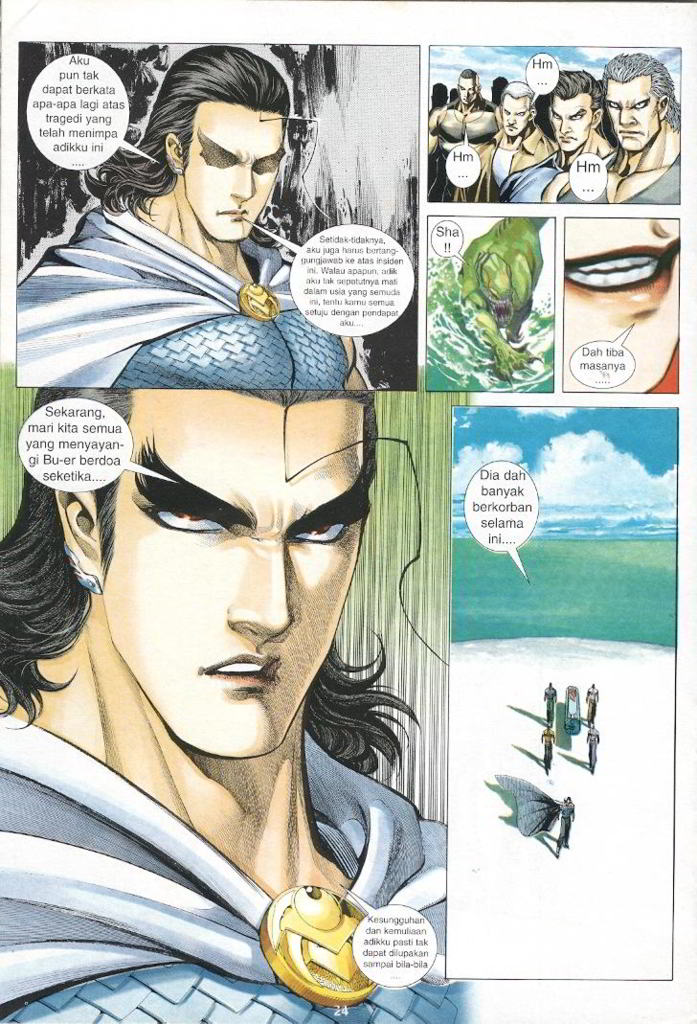 Aku
pun tak
dapat berkata
apa-apa lagi atas
tragedi yang
telah menimpa
adikku ini
....
Setidak-tidaknya,
aku juga harus bertang-
gungjawab ke atas insiden
ini. Walau apapun, adik
aku tak sepatutnya mati
dalam usia yang semuda
ini, tentu kamu semua
setuju dengan pendapat
aku....
Hm
...
Hm
...
Hm
...
Sha
!!
Dah tiba
masanya
.....
Sekarang,
mari kita semua
yang menyayan-
gi Bu-er berdoa
seketika....
Dia dah
banyak
berkorban
selama
ini....
Kesungguhan
dan kemuliaan
adikku pasti tak
dapat dilupakan
sampai bila-bila
....
24